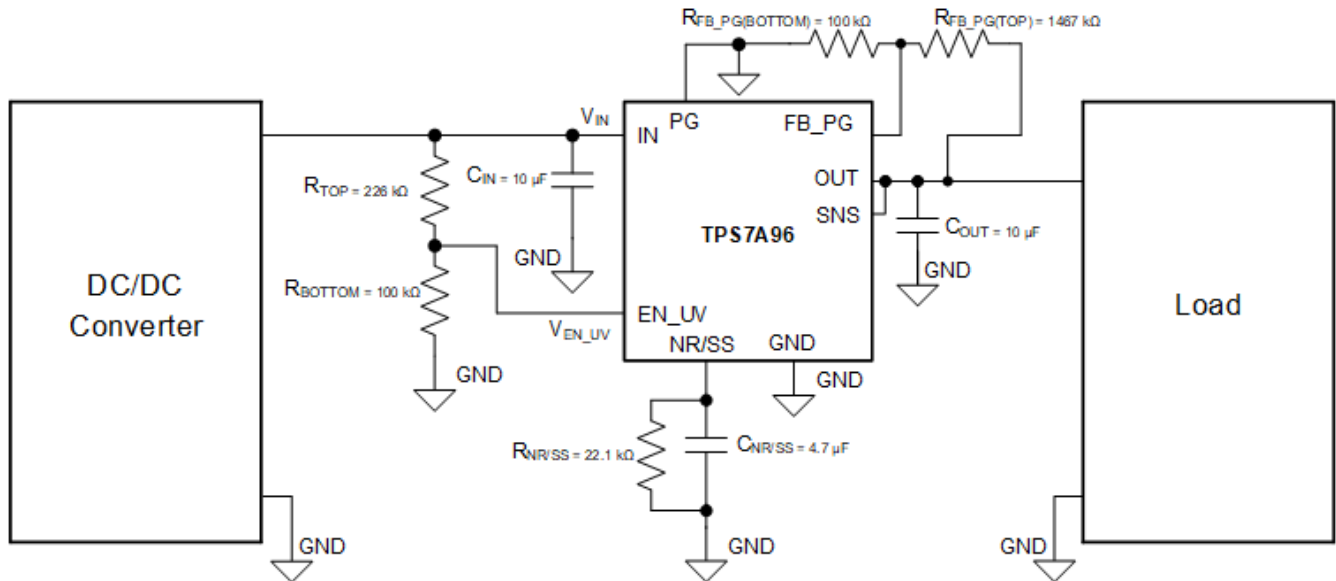 RFB_PG(BOTTOM) = 100 kΩ
RFB_PG(TOP) = 1467 kΩ
VIN
IN
PG
FB_PG
RTOP = 226 kΩ
CIN = 10 µF
OUT
SNS
TPS7A96
COUT = 10 µF
GND
GND
DC/DC
Converter
RBOTTOM = 100 kΩ
Load
EN_UV
VEN_UV
NR/SS
GND
GND
GND
RNR/SS = 22.1 kΩ
CNR/SS = 4.7 µF
GND
GND
GND